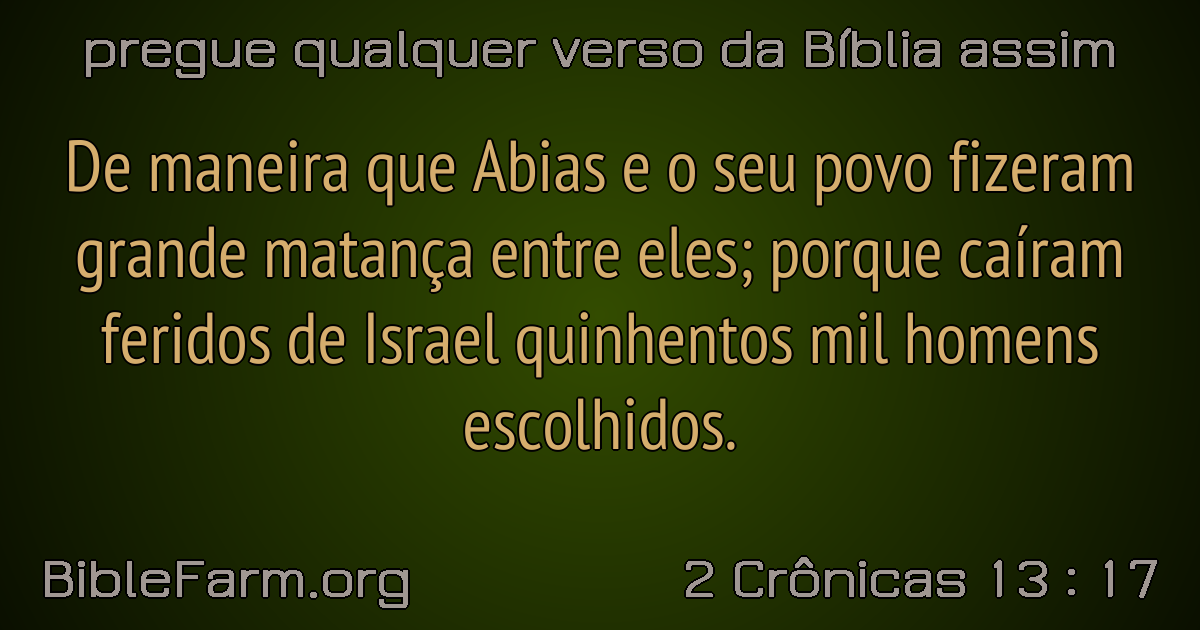 pregue qualquer verso da Bíblia assim
De maneira que Abias e o seu povo fizeram
grande matança entre eles; porque caíram
feridos de Israel quinhentos mil homens
escolhidos.
BibleFarm.org
2 Crônicas 13 : 17